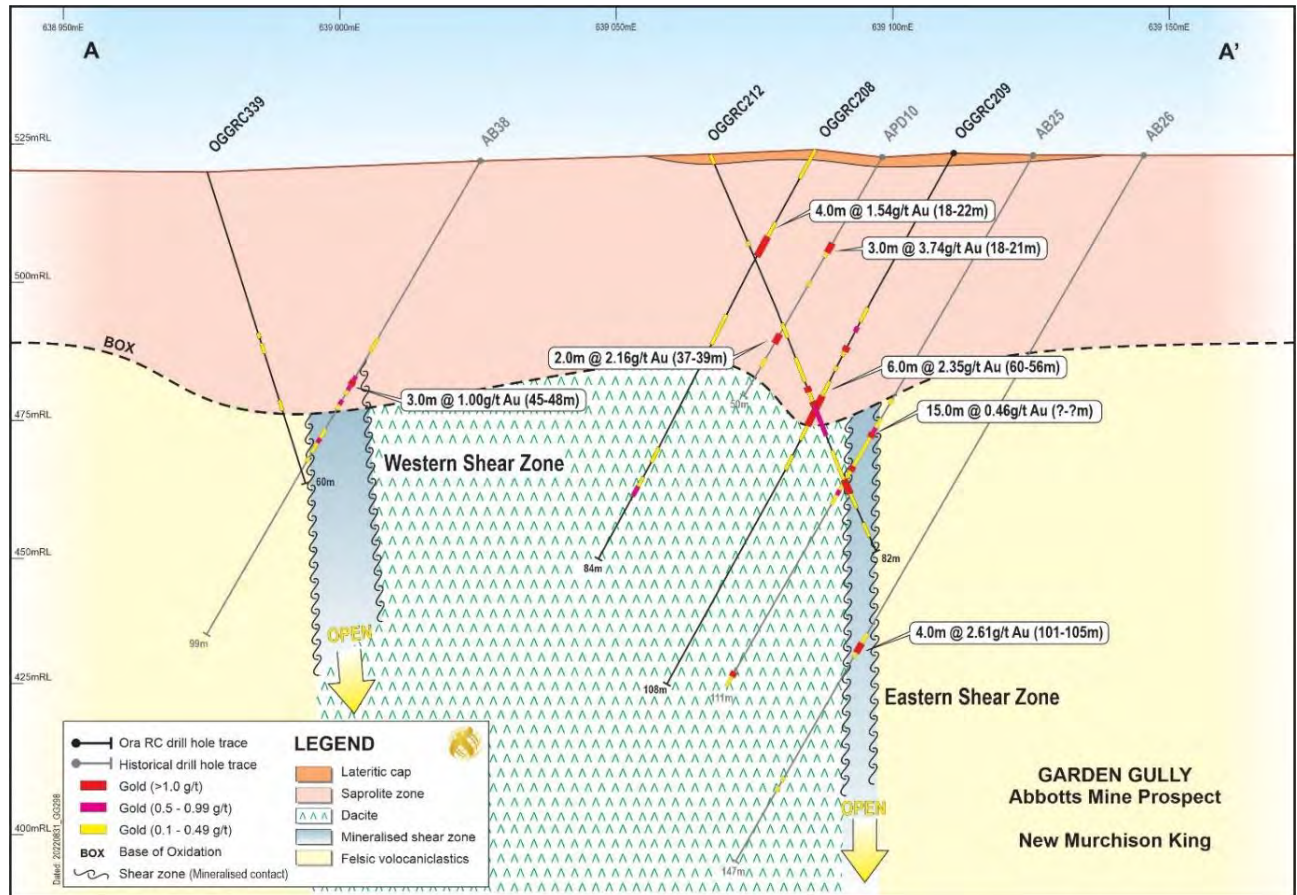 638 950mE
639 000mE
639 050mE
639 100mE
639 150mE
A
A'
OGGRC339
AB38
OGGRC212
OGGRC208
APD10
OGGRC209
AB25
AB26
525mRL
4.0m @ 1.54g/t Au (18-22m)
3.0m @ 3.74g/t Au (18-21m)
500mRL
BOX
2.0m @ 2.16g/t Au (37-39m)
6.0m @ 2.35g/t Au (60-56m)
3.0m @ 1.00g/t Au (45-48m)
50m
15.0m @ 0.46g/t Au (?-?m)
475mRL
Western Shear Zone
60m
450mRL
84m
82m
99m
OPEN
4.0m @ 2.61g/t Au (101-105m)
425mRL
108m
111m
Eastern Shear Zone
Ora RC drill hole trace
Historical drill hole trace
Gold (>1.0 g/t)
Gold (0.5 - 0.99 g/t)
Gold (0.1 - 0.49 g/t)
BOX Base of Oxidation
Shear zone (Mineralised contact)
LEGEND
Lateritic cap
Saprolite zone
Dacite
Mineralised shear zone
Felsic volocaniclastics
400mRL
Dated: 20220831_GG298
OPEN
147m
GARDEN GULLY
Abbotts Mine Prospect
New Murchison King